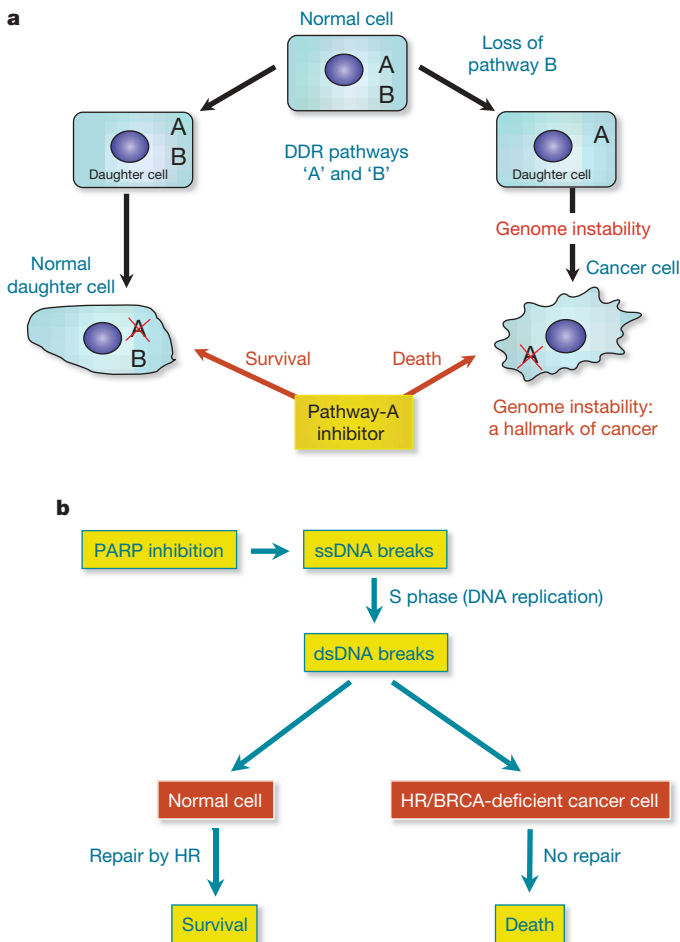 a
Normal cell
A
B
Loss of
pathway B
A
B
Daughter cell
DDR pathways
‘A’ and ‘B’
A
Daughter cell
Genome instability
Normal
daughter cell
Cancer cell
A
B
Survival
Death
A
Pathway-A
inhibitor
Genome instability:
a hallmark of cancer
b
PARP inhibition
ssDNA breaks
S phase (DNA replication)
dsDNA breaks
Normal cell
HR/BRCA-deficient cancer cell
Repair by HR
No repair
Survival
Death